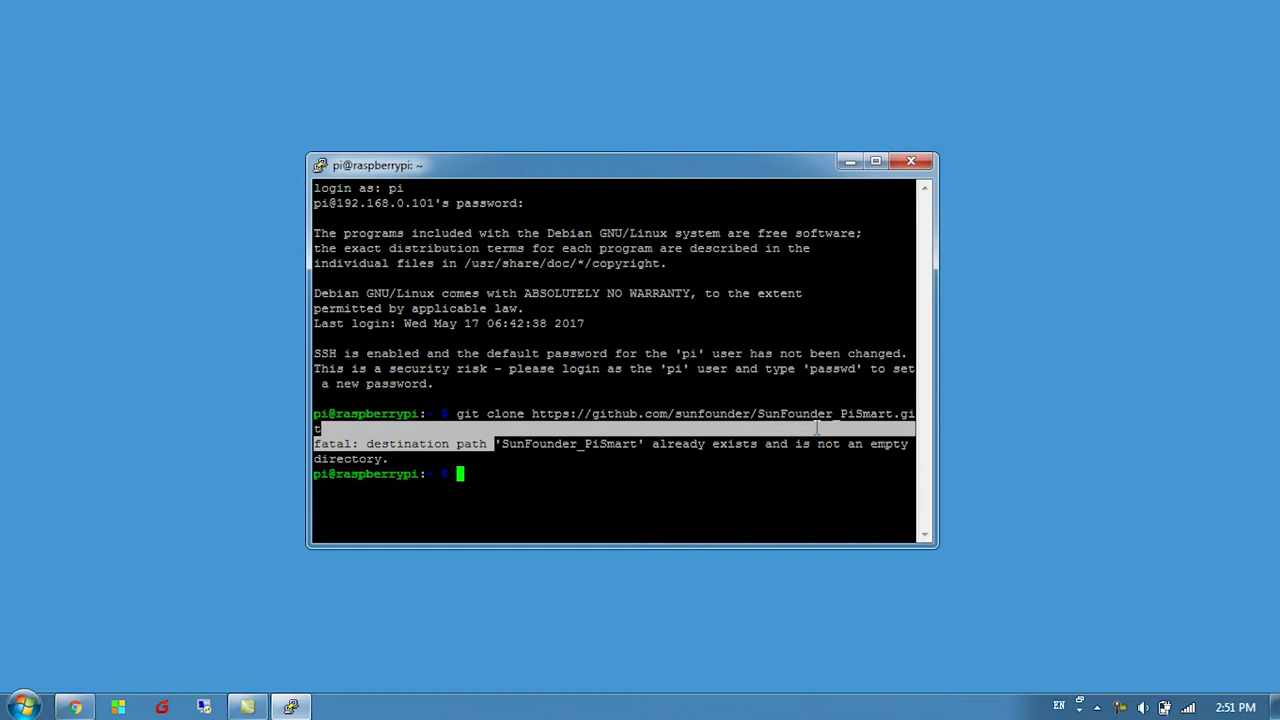 pi@raspberrypi: ~
login as: pi
pi@192.168.0.101's password:
The programs included with the Debian GNU/Linux system are free software;
the exact distribution terms for each program are described in the
individual files in /usr/share/doc/*/copyright.
Debian GNU/Linux comes with ABSOLUTELY NO WARRANTY, to the extent
permitted by applicable law.
Last login: Wed May 17 06:42:38 2017
SSH is enabled and the default password for the 'pi' user has not been changed.
This is a security risk - please login as the 'pi' user and type 'passwd' to set
 a new password.
pi@raspberrypi:~ $ git clone https://github.com/sunfounder/SunFounder_PiSmart.gi
t
fatal: destination path 'SunFounder_PiSmart' already exists and is not an empty
directory.
pi@raspberrypi:~ $
EN
2:51 PM